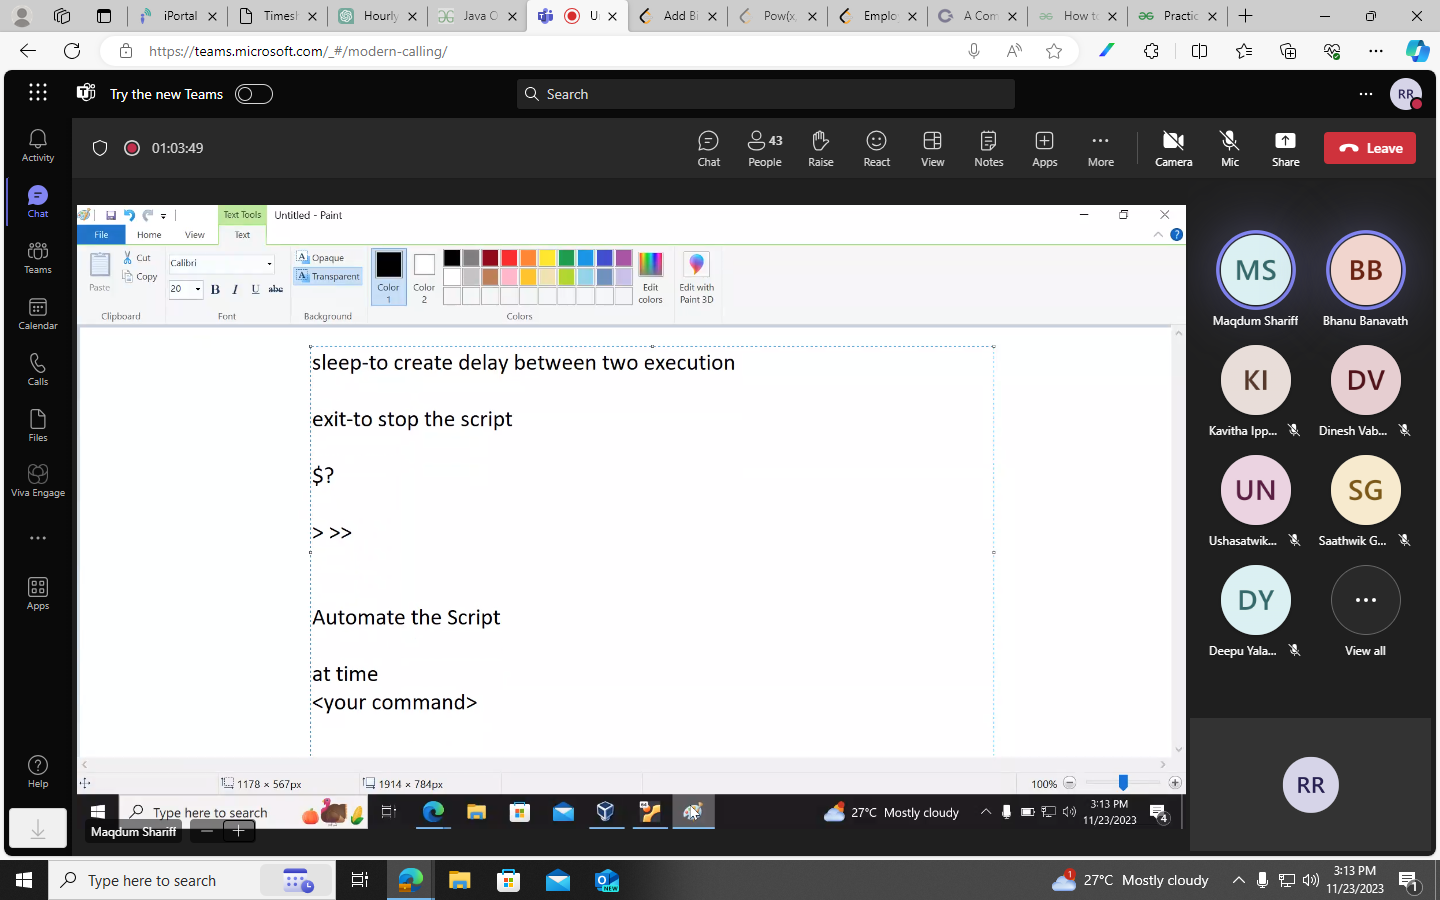 iPortal
Timesh
Hourly
Java O
Ur
Add Bi
Pow(x,
Emplo
A Com
How to
Practic
https://teams.microsoft.com/_#/modern-calling/
Try the new Teams
Search
RR
Activity
Chat
Teams
Calendar
Calls
Files
Viva Engage
Apps
Help
01:03:49
Chat
43
People
Raise
React
View
Notes
Apps
More
Camera
Mic
Share
Leave
Text Tools
Untitled - Paint
File
Home
View
Text
Paste
Cut
Copy
Clipboard
Calibri
20
B I U abc
Font
Opaque
Transparent
Background
Color 1
Color 2
Edit colors
Colors
Edit with Paint 3D
sleep-to create delay between two execution
exit-to stop the script
$?
> >>
Automate the Script
at time
<your command>
1178 × 567px
1914 × 784px
100%
Type here to search
27°C Mostly cloudy
3:13 PM
11/23/2023
4
Maqdum Shariff
MS
Maqdum Shariff
BB
Bhanu Banavath
KI
Kavitha Ipp...
DV
Dinesh Vab...
UN
Ushasatwik...
SG
Saathwik G...
DY
Deepu Yala...
View all
RR
Type here to search
NEW
1
27°C Mostly cloudy
3:13 PM
11/23/2023
1